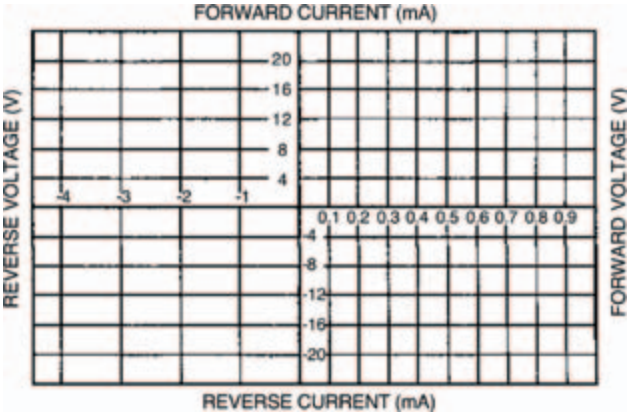 FORWARD CURRENT (mA)
REVERSE VOLTAGE (V)
FORWARD VOLTAGE (V)
20
16
12
8
4
-4 -3 -2 -1
0.1 0.2 0.3 0.4 0.5 0.6 0.7 0.8 0.9
-4
-8
-12
-16
-20
REVERSE CURRENT (mA)